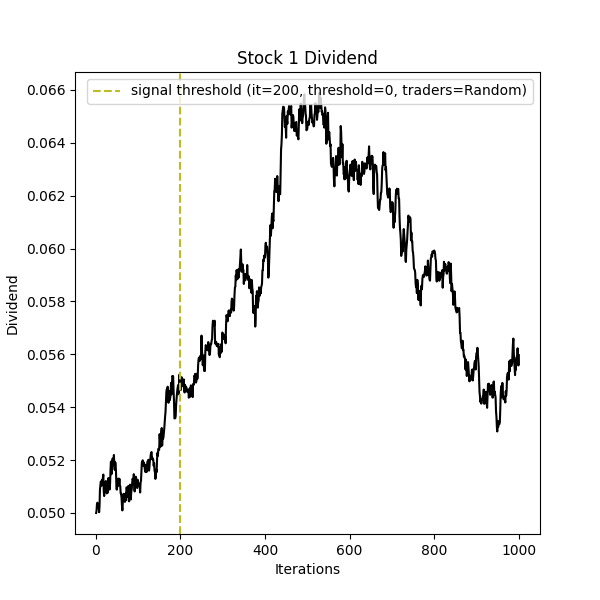 Stock 1 Dividend
signal threshold (it=200, threshold=0, traders=Random)
0.066
0.064
0.062
0.060
0.058
0.056
0.054
0.052
0.050
Dividend
0 200 400 600 800 1000
Iterations